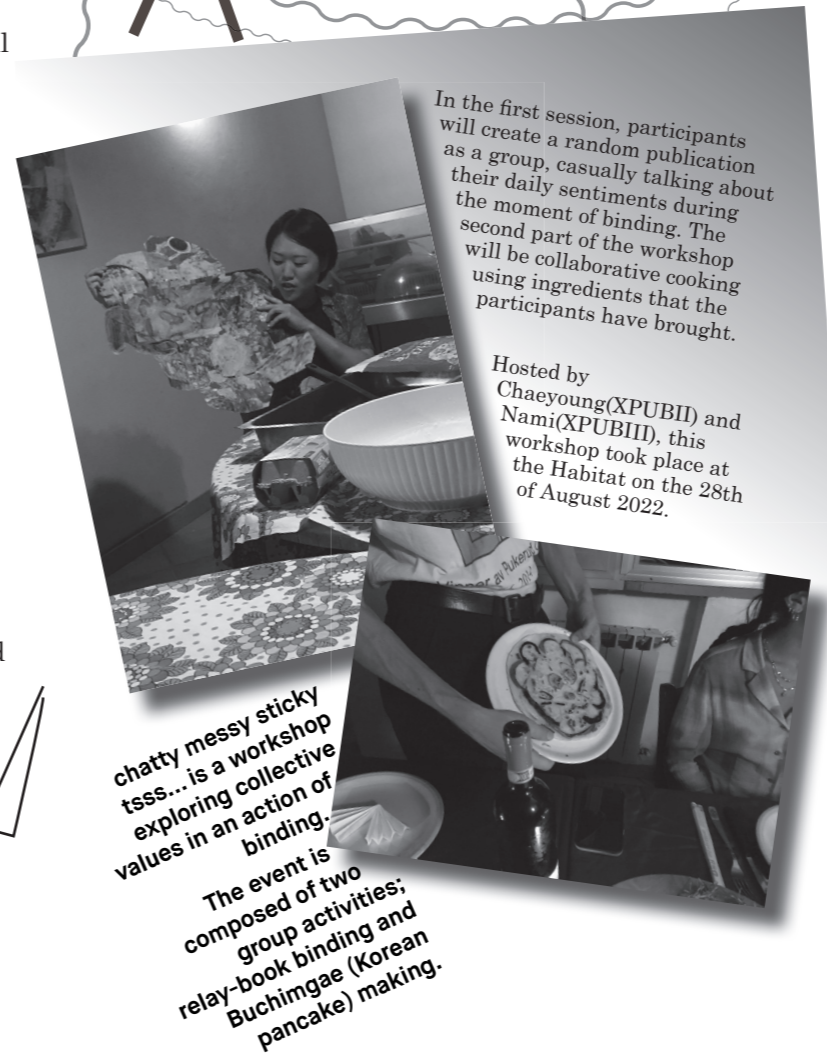 l
In the first session, participants
will create a random publication
as a group, casually talking about
their daily sentiments during
the moment of binding. The
second part of the workshop
will be collaborative cooking
using ingredients that the
participants have brought.
Hosted by
Chaeyoung(XPUBII) and
Nami(XPUBIII), this
workshop took place at
the Habitat on the 28th
of August 2022.
d
chatty messy sticky
tsss... is a workshop
exploring collective
values in an action of
binding.
The event is
composed of two
group activities;
relay-book binding and
Buchimgae (Korean
pancake) making.